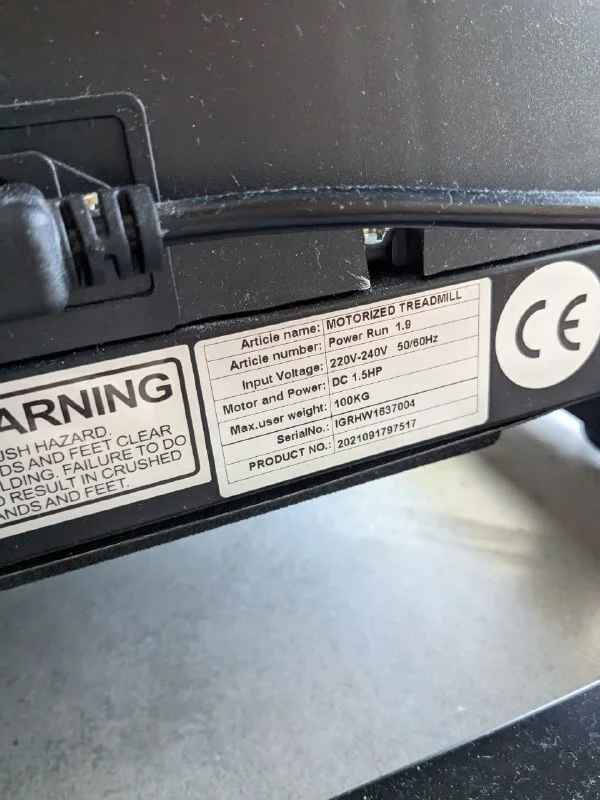 ARNING
USH HAZARD.
DS AND FEET CLEAR
LDING. FAILURE TO DO
O RESULT IN CRUSHED
ANDS AND FEET.
Article name: MOTORIZED TREADMILL
Article number: Power Run 1.9
Input Voltage: 220V-240V 50/60Hz
Motor and Power: DC 1.5HP
Max.user weight: 100KG
SerialNo.: IGRHW1637004
PRODUCT NO.: 2021091797517
CE